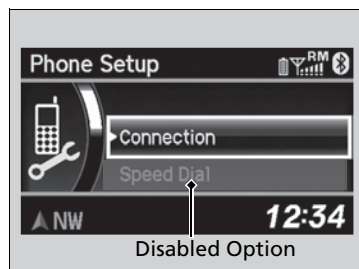 Phone Setup
RM
Connection
Speed Dial
NW
12:34
Disabled Option